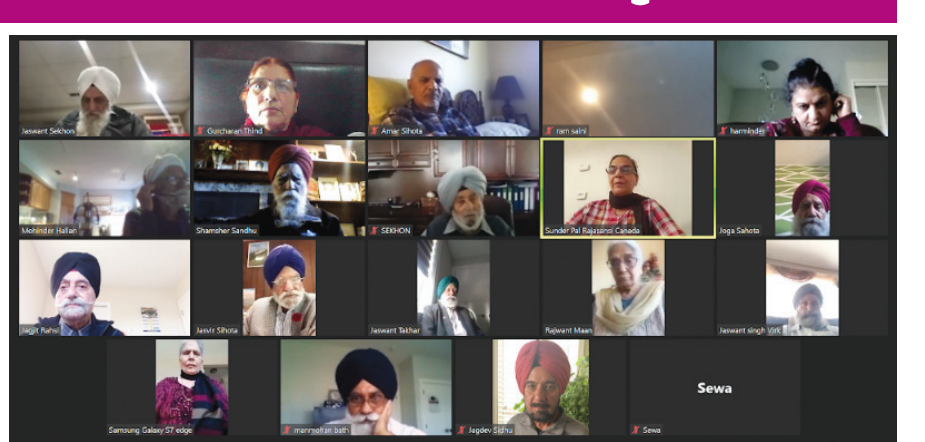 Jaswant Sekhon
Gurcharan Thind
Amar Sihota
ram saini
harminder
Mohinder Hallan
Shamsher Sandhu
SEKHON
Sunder Pal Rajasansi Canada
Joga Sahota
Jagjit Rahsi
Jasvir Sihota
Jaswant Takhar
Rajwant Maan
Jaswant singh Virk
Samsung Galaxy S7 edge
manmohan bath
Jagdev Sidhu
Sewa
Sewa